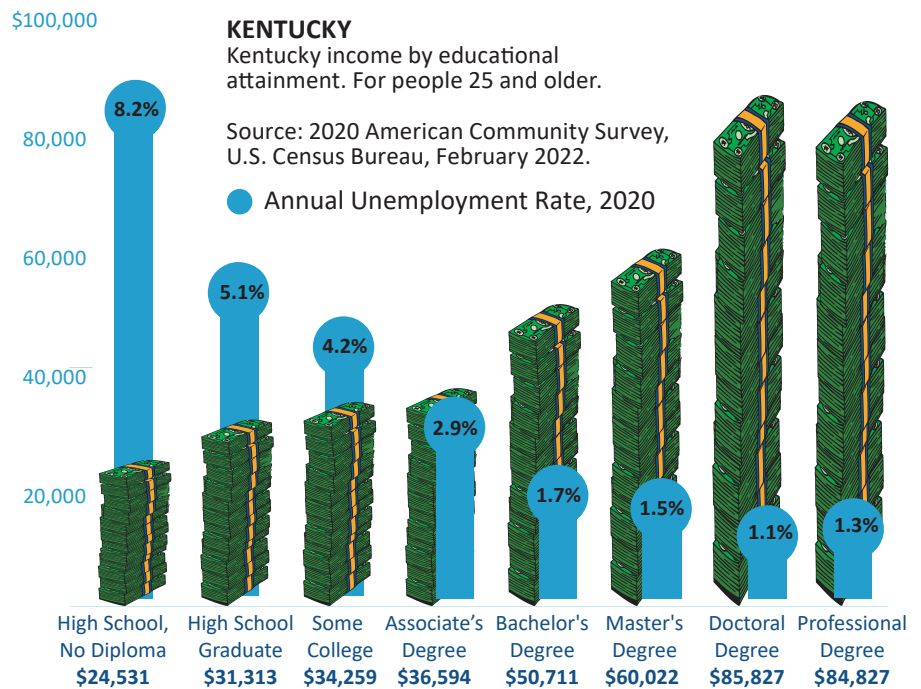 $100,000
KENTUCKY
Kentucky income by educational
attainment. For people 25 and older.
Source: 2020 American Community Survey,
U.S. Census Bureau, February 2022.
Annual Unemployment Rate, 2020
80,000
60,000
40,000
20,000
8.2%
5.1%
4.2%
2.9%
1.7%
1.5%
1.1%
1.3%
High School,
No Diploma
$24,531
High School
Graduate
$31,313
Some
College
$34,259
Associate’s
Degree
$36,594
Bachelor's
Degree
$50,711
Master's
Degree
$60,022
Doctoral
Degree
$85,827
Professional
Degree
$84,827